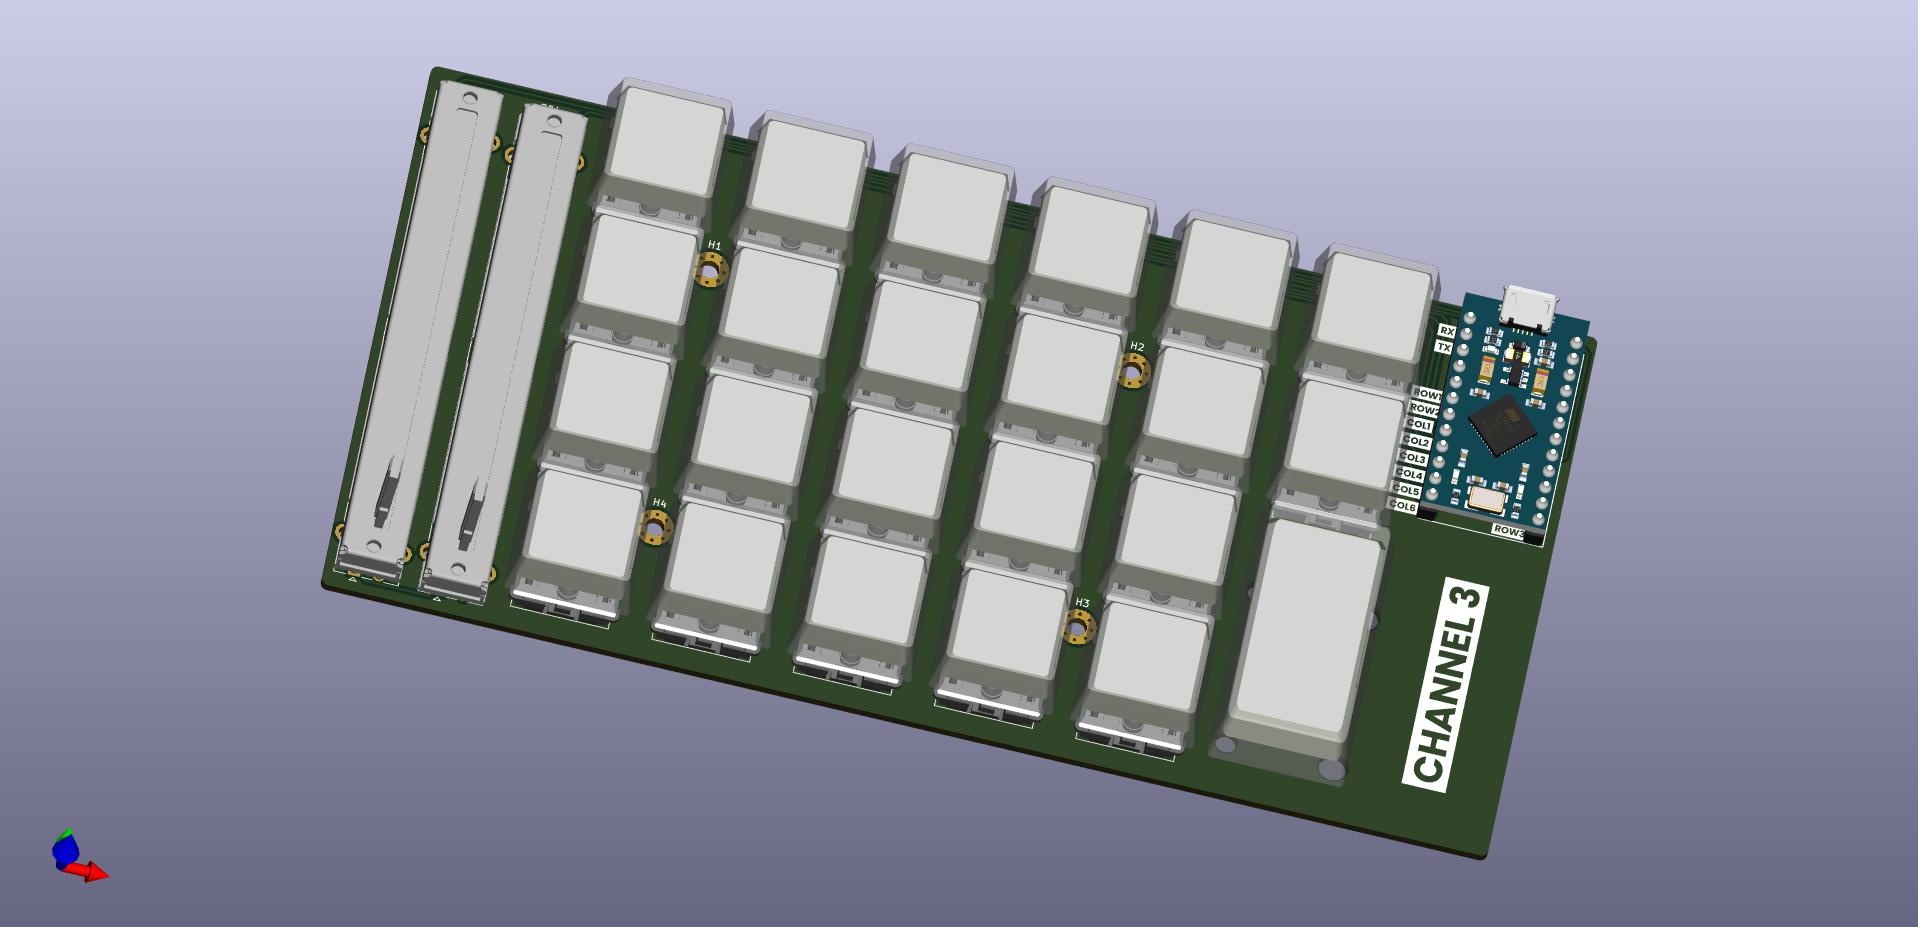 H1
H2
H4
H3
RX
TX
ROW1
ROW2
COL1
COL2
COL3
COL4
COL5
COL6
ROW3
CHANNEL 3